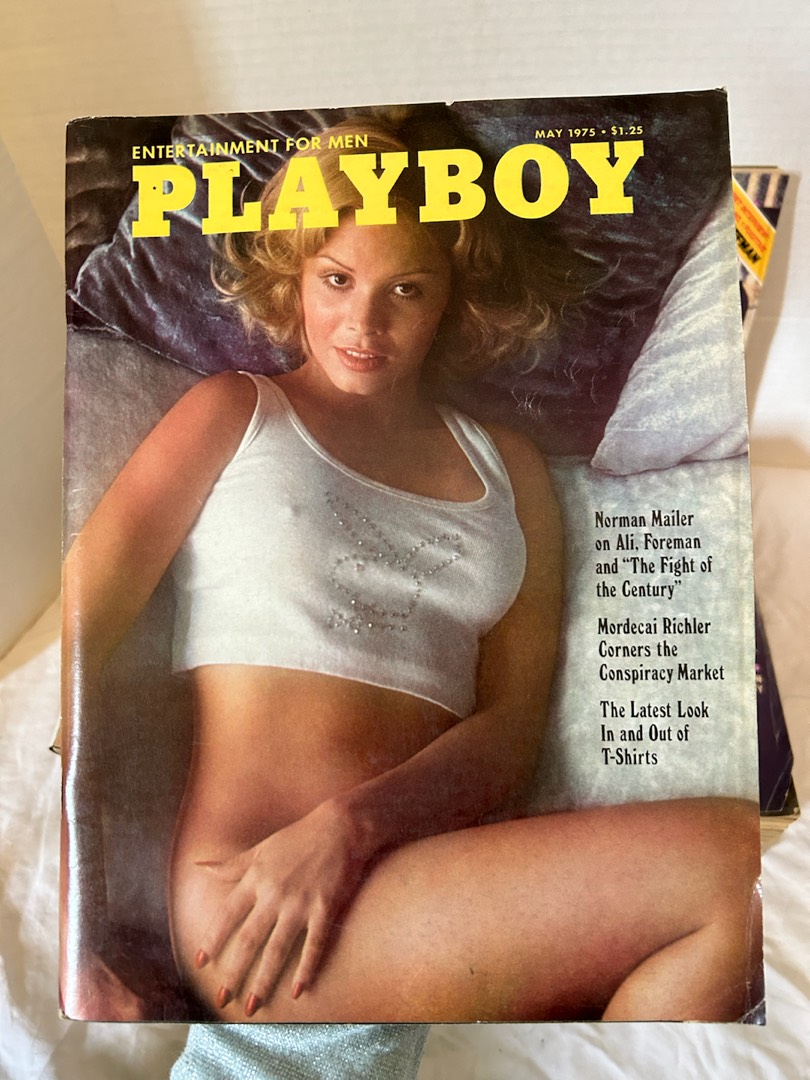 ENTERTAINMENT FOR MEN
MAY 1975 • $1.25
PLAYBOY
Norman Mailer
on Ali, Foreman
and "The Fight of
the Century"
Mordecai Richler
Corners the
Conspiracy Market
The Latest Look
In and Out of
T-Shirts